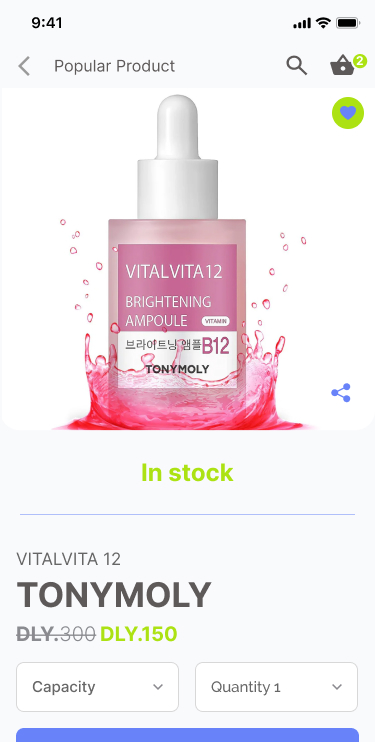 9:41
Popular Product
2
VITALVITA12
BRIGHTENING
AMPOULE VITAMIN
브라이트닝 앰플 B12
TONYMOLY
In stock
VITALVITA 12
TONYMOLY
DLY.300 DLY.150
Capacity
Quantity 1